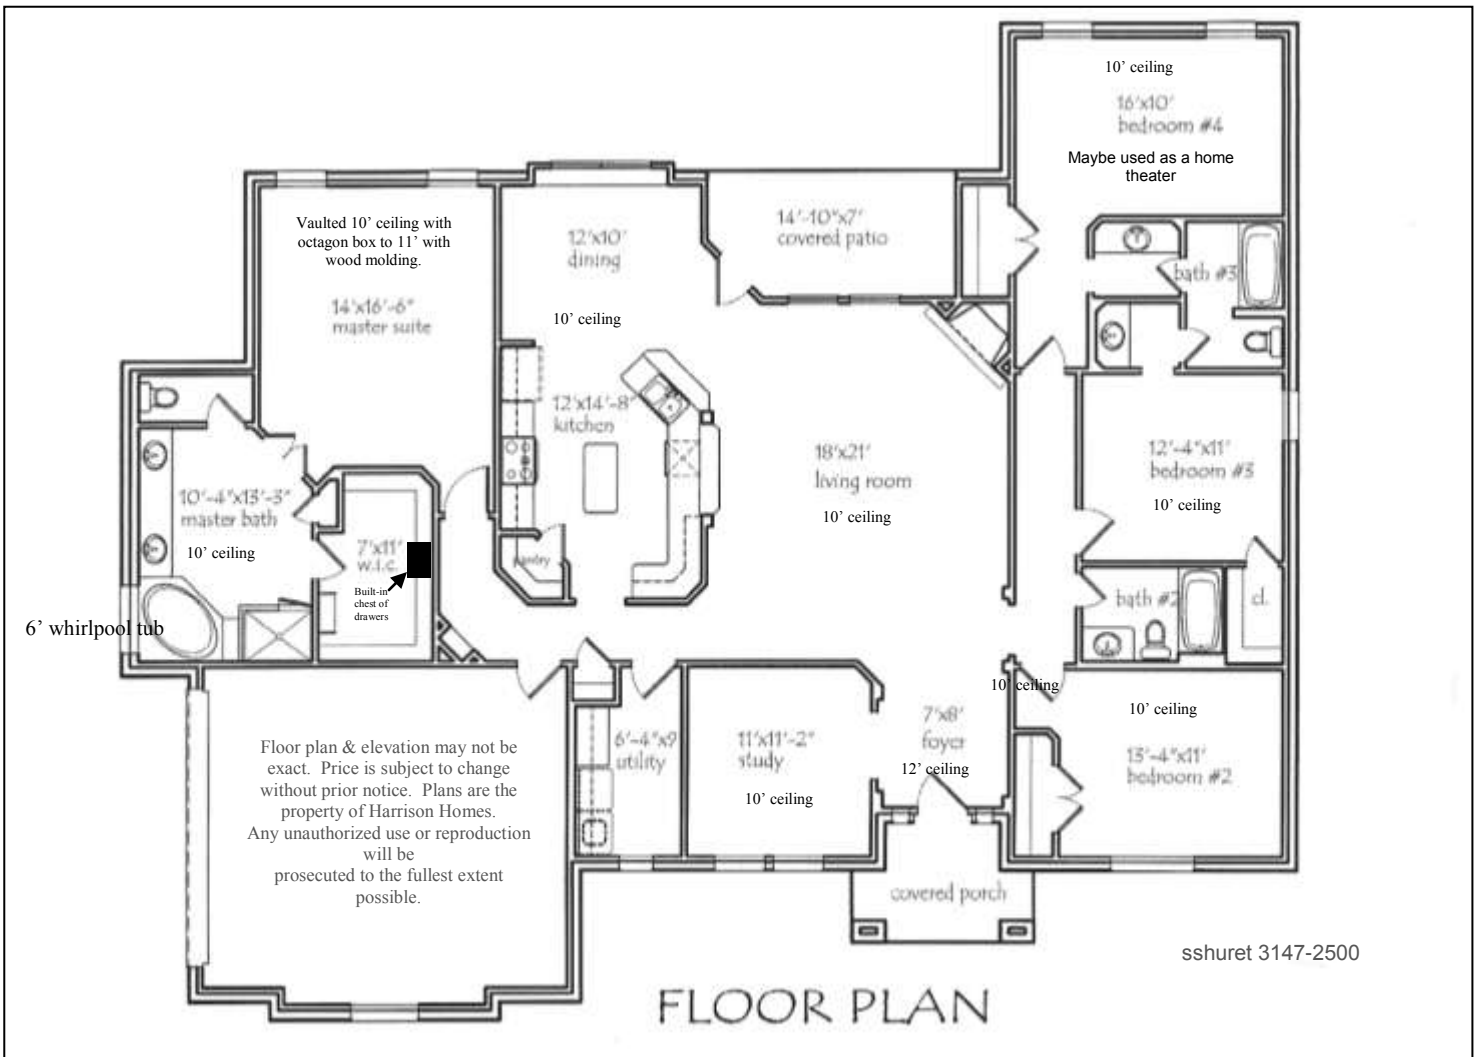 10’ ceiling
16'x10'
bedroom #4
Maybe used as a home
theater
Vaulted 10’ ceiling with
octagon box to 11’ with
wood molding.
14'x16'-6"
master suite
12'x10'
dining
10’ ceiling
14'-10"x7'
covered patio
bath #3
12'x14'-8"
kitchen
18'x21'
living room
10’ ceiling
12'-4"x11'
bedroom #3
10’ ceiling
10'-4"x13'-3"
master bath
10’ ceiling
7'x11'
w.i.c.
Built-in
chest of
drawers
pantry
bath #2
cl.
6’ whirlpool tub
10’ ceiling
10’ ceiling
13'-4"x11'
bedroom #2
7'x8'
foyer
12’ ceiling
11'x11'-2"
study
10’ ceiling
6'-4"x9
utility
Floor plan & elevation may not be
exact. Price is subject to change
without prior notice. Plans are the
property of Harrison Homes.
Any unauthorized use or reproduction
will be
prosecuted to the fullest extent
possible.
covered porch
sshuret 3147-2500
FLOOR PLAN